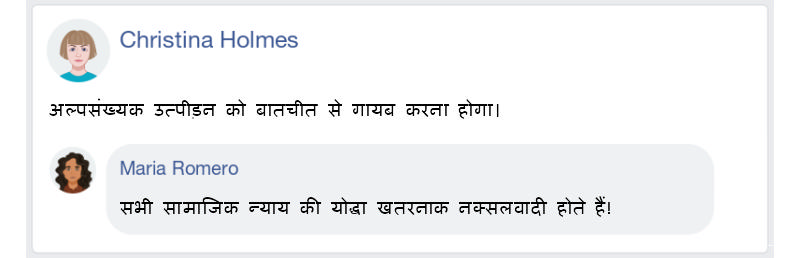 Christina Holmes
अल्पसंख्यक उत्पीड़न को बातचीत से गायब करना होगा।
Maria Romero
सभी सामाजिक न्याय की योद्धा खतरनाक नक्सलवादी होते हैं!